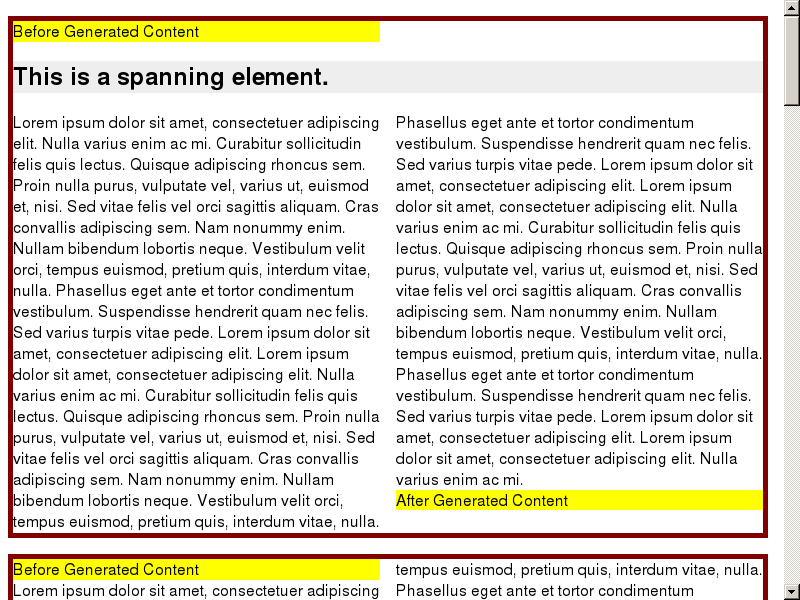 Before Generated Content
This is a spanning element.
Lorem ipsum dolor sit amet, consectetuer adipiscing
elit. Nulla varius enim ac mi. Curabitur sollicitudin
felis quis lectus. Quisque adipiscing rhoncus sem.
Proin nulla purus, vulputate vel, varius ut, euismod
et, nisi. Sed vitae felis vel orci sagittis aliquam. Cras
convallis adipiscing sem. Nam nonummy enim.
Nullam bibendum lobortis neque. Vestibulum velit
orci, tempus euismod, pretium quis, interdum vitae,
nulla. Phasellus eget ante et tortor condimentum
vestibulum. Suspendisse hendrerit quam nec felis.
Sed varius turpis vitae pede. Lorem ipsum dolor sit
amet, consectetuer adipiscing elit. Lorem ipsum
dolor sit amet, consectetuer adipiscing elit. Nulla
varius enim ac mi. Curabitur sollicitudin felis quis
lectus. Quisque adipiscing rhoncus sem. Proin nulla
purus, vulputate vel, varius ut, euismod et, nisi. Sed
vitae felis vel orci sagittis aliquam. Cras convallis
adipiscing sem. Nam nonummy enim. Nullam
bibendum lobortis neque. Vestibulum velit orci,
tempus euismod, pretium quis, interdum vitae, nulla.
Phasellus eget ante et tortor condimentum
vestibulum. Suspendisse hendrerit quam nec felis.
Sed varius turpis vitae pede. Lorem ipsum dolor sit
amet, consectetuer adipiscing elit. Lorem ipsum
dolor sit amet, consectetuer adipiscing elit. Nulla
varius enim ac mi. Curabitur sollicitudin felis quis
lectus. Quisque adipiscing rhoncus sem. Proin nulla
purus, vulputate vel, varius ut, euismod et, nisi. Sed
vitae felis vel orci sagittis aliquam. Cras convallis
adipiscing sem. Nam nonummy enim. Nullam
bibendum lobortis neque. Vestibulum velit orci,
tempus euismod, pretium quis, interdum vitae, nulla.
Phasellus eget ante et tortor condimentum
vestibulum. Suspendisse hendrerit quam nec felis.
Sed varius turpis vitae pede. Lorem ipsum dolor sit
amet, consectetuer adipiscing elit. Lorem ipsum
dolor sit amet, consectetuer adipiscing elit. Nulla
varius enim ac mi.
After Generated Content
Before Generated Content
Lorem ipsum dolor sit amet, consectetuer adipiscing
tempus euismod, pretium quis, interdum vitae, nulla.
Phasellus eget ante et tortor condimentum